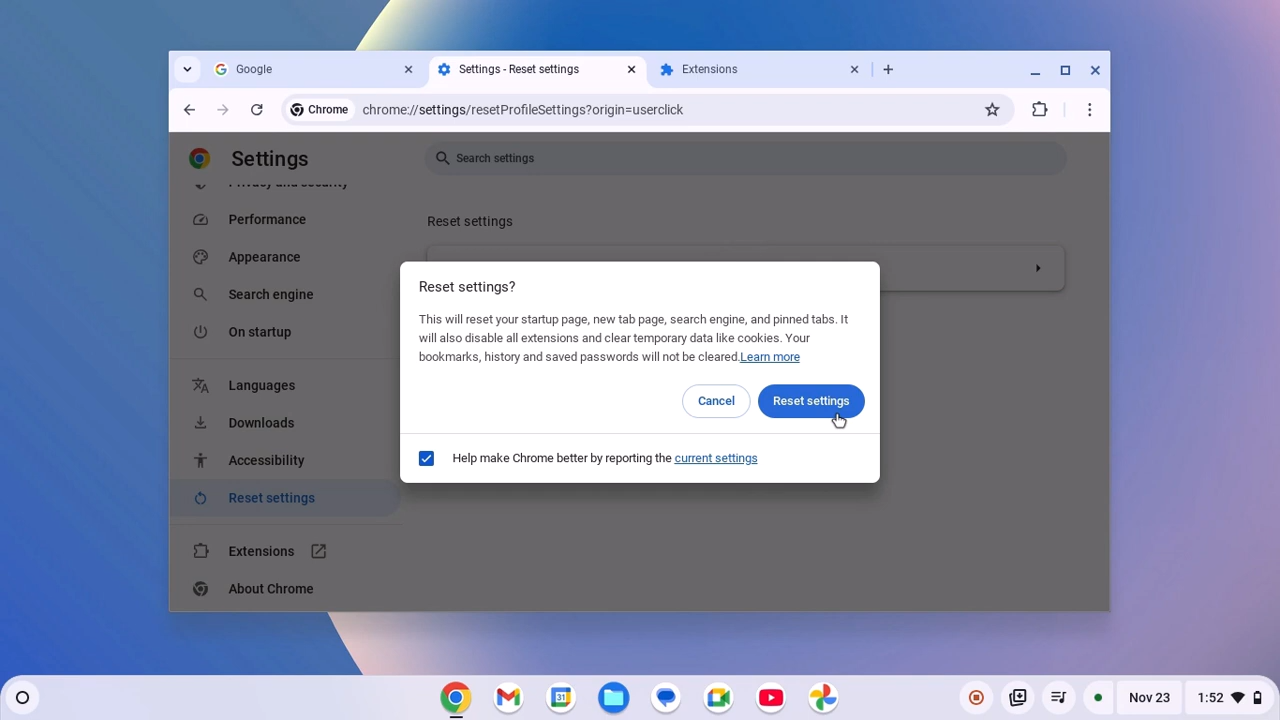 Google
Settings - Reset settings
Extensions
Chrome
chrome://settings/resetProfileSettings?origin=userclick
Settings
Search settings
Privacy and security
Performance
Appearance
Search engine
On startup
Languages
Downloads
Accessibility
Reset settings
Extensions
About Chrome
Reset settings
Reset settings?
This will reset your startup page, new tab page, search engine, and pinned tabs. It
will also disable all extensions and clear temporary data like cookies. Your
bookmarks, history and saved passwords will not be cleared.Learn more
Cancel
Reset settings
Help make Chrome better by reporting the current settings
31
Nov 23
1:52